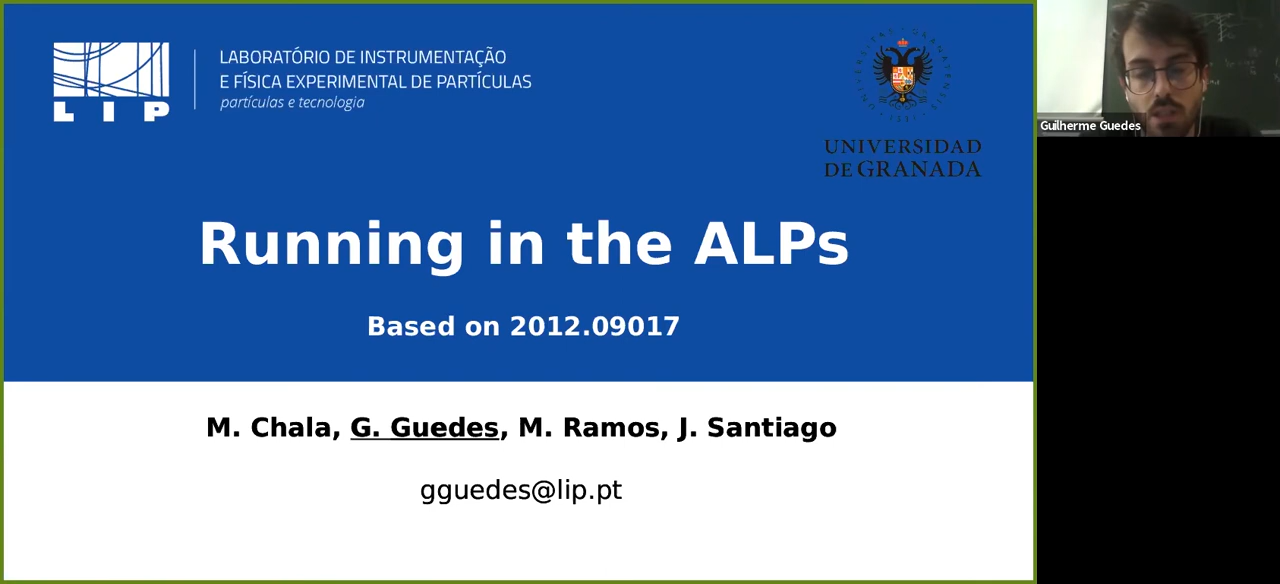 LABORATÓRIO DE INSTRUMENTAÇÃO
E FÍSICA EXPERIMENTAL DE PARTÍCULAS
partículas e tecnologia
LIP
UNIVERSIDAD
DE GRANADA
Running in the ALPs
Based on 2012.09017
M. Chala, G. Guedes, M. Ramos, J. Santiago
gguedes@lip.pt
Guilherme Guedes